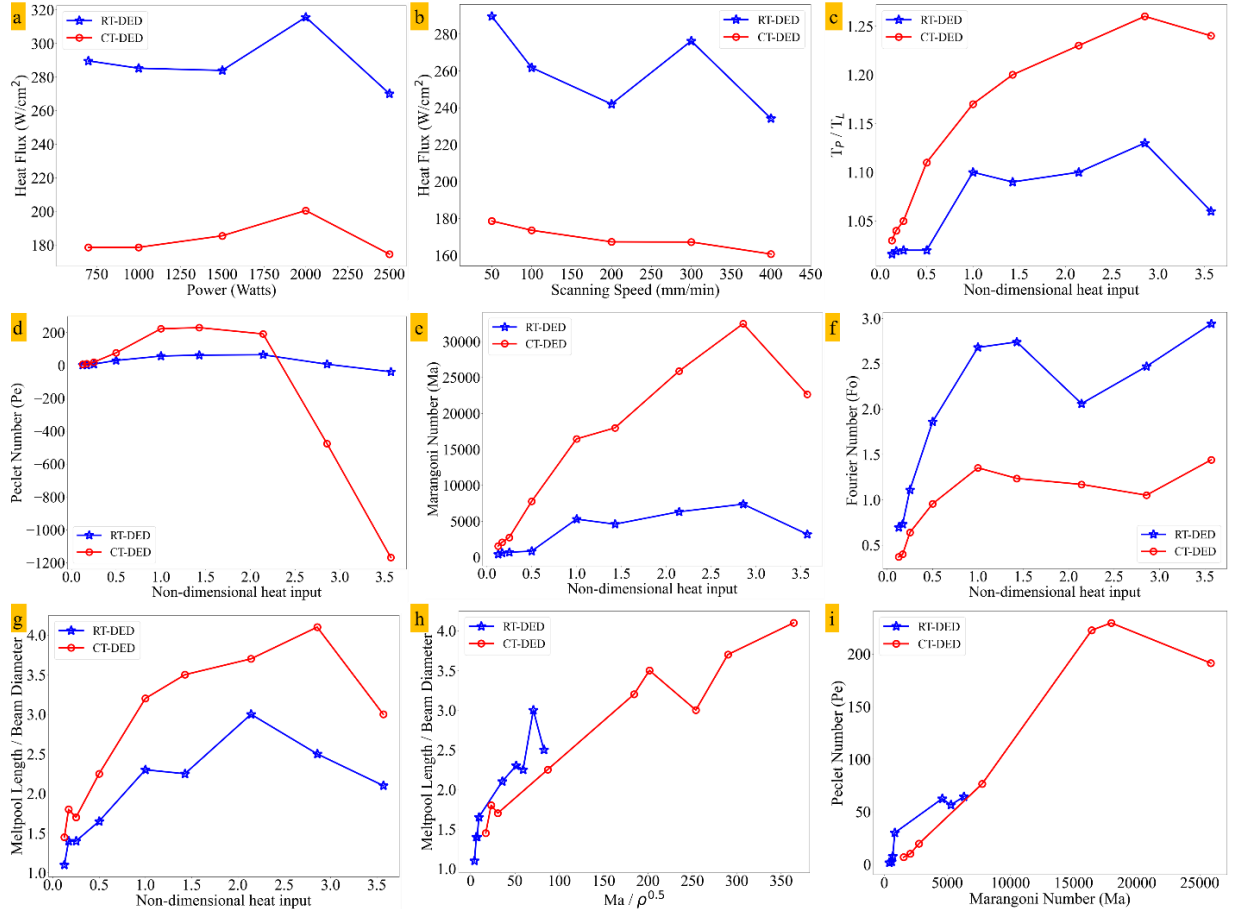 a
320
300
280
260
240
220
200
180
750
1000
1250
1500
1750
2000
2250
2500
Heat Flux (W/cm²)
Power (Watts)
RT-DED
CT-DED
b
280
260
240
220
200
180
160
50
100
150
200
250
300
350
400
450
Heat Flux (W/cm²)
Scanning Speed (mm/min)
RT-DED
CT-DED
c
1.25
1.20
1.15
1.10
1.05
0.0
0.5
1.0
1.5
2.0
2.5
3.0
3.5
T_P / T_L
Non-dimensional heat input
RT-DED
CT-DED
d
200
0
−200
−400
−600
−800
−1000
−1200
0.0
0.5
1.0
1.5
2.0
2.5
3.0
3.5
Peclet Number (Pe)
Non-dimensional heat input
RT-DED
CT-DED
e
30000
25000
20000
15000
10000
5000
0
0.0
0.5
1.0
1.5
2.0
2.5
3.0
3.5
Marangoni Number (Ma)
Non-dimensional heat input
RT-DED
CT-DED
f
3.0
2.5
2.0
1.5
1.0
0.5
0.0
0.5
1.0
1.5
2.0
2.5
3.0
3.5
Fourier Number (Fo)
Non-dimensional heat input
RT-DED
CT-DED
g
4.0
3.5
3.0
2.5
2.0
1.5
1.0
0.0
0.5
1.0
1.5
2.0
2.5
3.0
3.5
Meltpool Length / Beam Diameter
Non-dimensional heat input
RT-DED
CT-DED
h
4.0
3.5
3.0
2.5
2.0
1.5
1.0
0
50
100
150
200
250
300
350
Meltpool Length / Beam Diameter
Ma / ρ^0.5
RT-DED
CT-DED
i
200
150
100
50
0
0
5000
10000
15000
20000
25000
Peclet Number (Pe)
Marangoni Number (Ma)
RT-DED
CT-DED